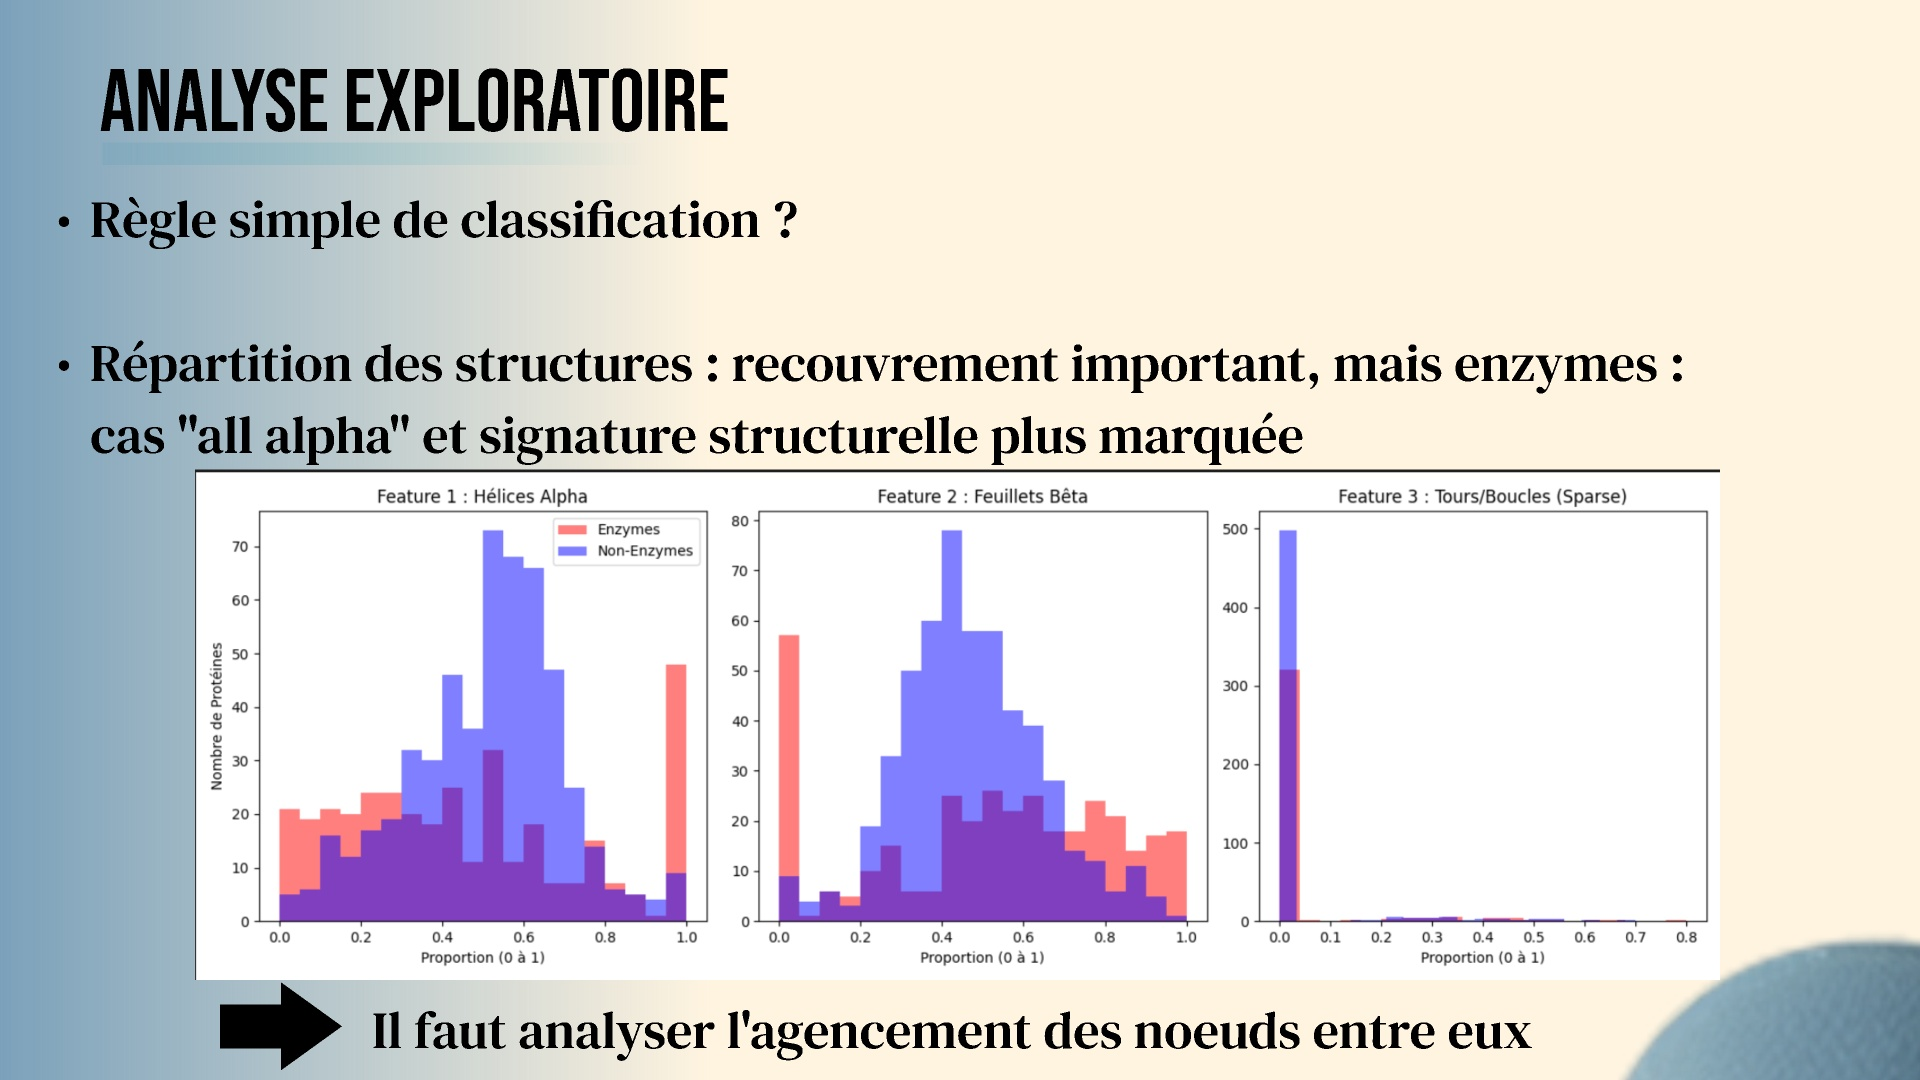 ANALYSE EXPLORATOIRE
• Règle simple de classification ?
• Répartition des structures : recouvrement important, mais enzymes :
cas "all alpha" et signature structurelle plus marquée
Feature 1 : Hélices Alpha
Enzymes
Non-Enzymes
Nombre de Protéines
70
60
50
40
30
20
10
0
0.0 0.2 0.4 0.6 0.8 1.0
Proportion (0 à 1)
Feature 2 : Feuillets Bêta
80
70
60
50
40
30
20
10
0
0.0 0.2 0.4 0.6 0.8 1.0
Proportion (0 à 1)
Feature 3 : Tours/Boucles (Sparse)
500
400
300
200
100
0
0.0 0.1 0.2 0.3 0.4 0.5 0.6 0.7 0.8
Proportion (0 à 1)
Il faut analyser l'agencement des noeuds entre eux